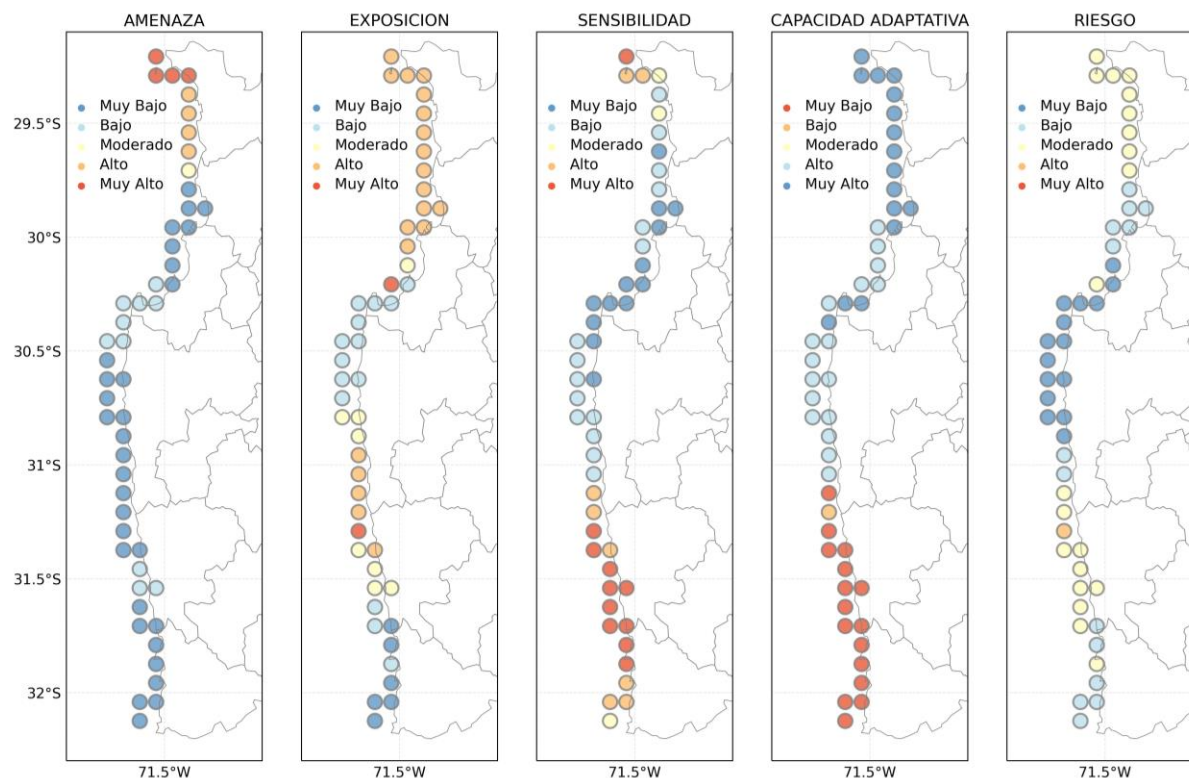 AMENAZA
EXPOSICION
SENSIBILIDAD
CAPACIDAD ADAPTATIVA
RIESGO
29.5°S
30°S
30.5°S
31°S
31.5°S
32°S
Muy Bajo
Bajo
Moderado
Alto
Muy Alto
71.5°W
Muy Bajo
Bajo
Moderado
Alto
Muy Alto
71.5°W
Muy Bajo
Bajo
Moderado
Alto
Muy Alto
71.5°W
Muy Bajo
Bajo
Moderado
Alto
Muy Alto
71.5°W
Muy Bajo
Bajo
Moderado
Alto
Muy Alto
71.5°W